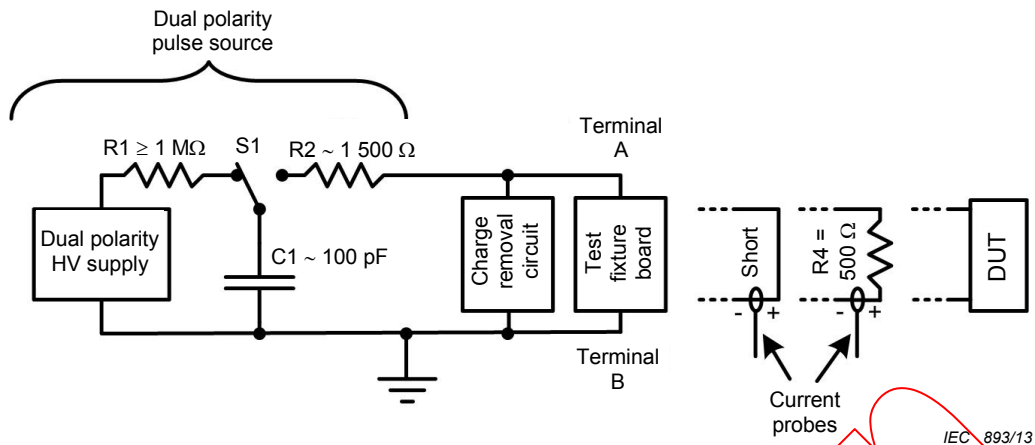 Dual polarity
pulse source
R1 ≥ 1 MΩ
S1
R2 ~ 1 500 Ω
Terminal
A
Dual polarity
HV supply
C1 ~ 100 pF
Charge
removal
circuit
Test
fixture
board
Short
R4 =
500 Ω
DUT
- +
- +
Terminal
B
Current
probes
IEC 893/13